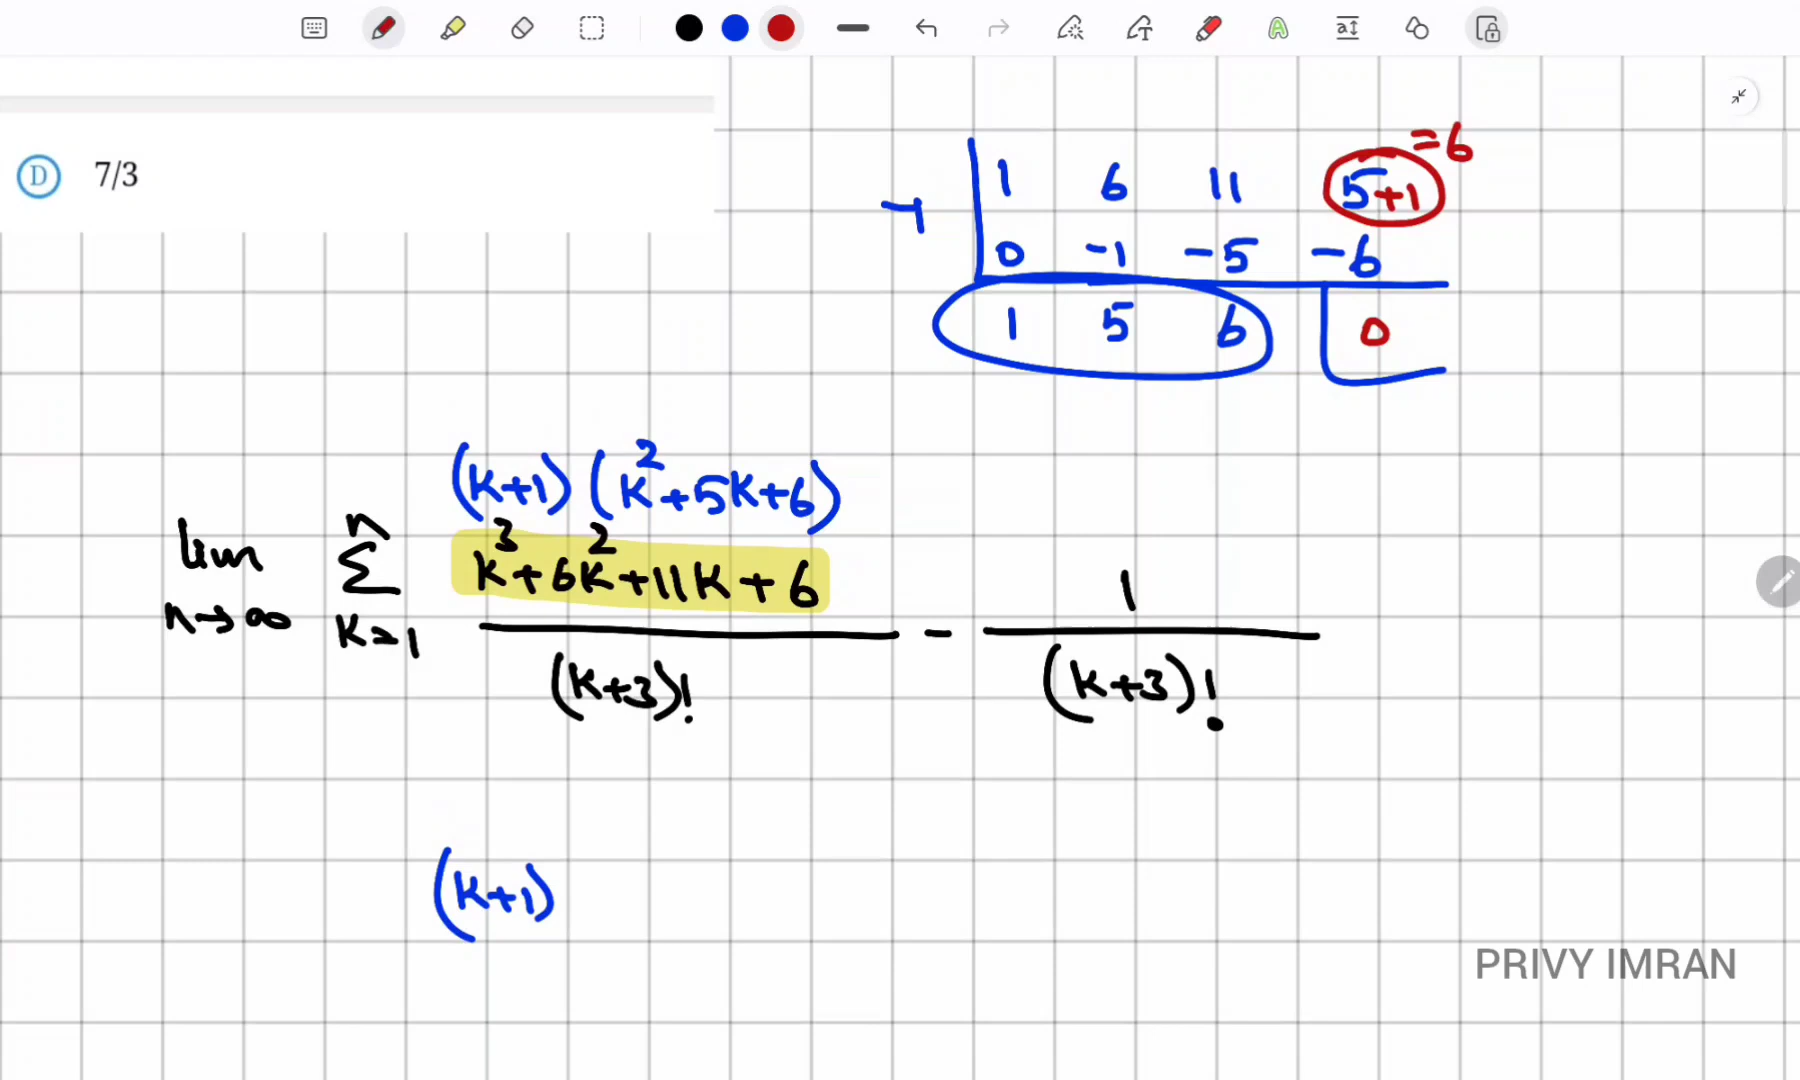 D 7/3
1 6 11 5+1 =6
-1
0 -1 -5 -6
1 5 6 0
(k+1) (k²+5k+6)
lim n→∞ Σ n k=1 k³+6k²+11k+6 / (k+3)! - 1 / (k+3)!
(k+1)
PRIVY IMRAN